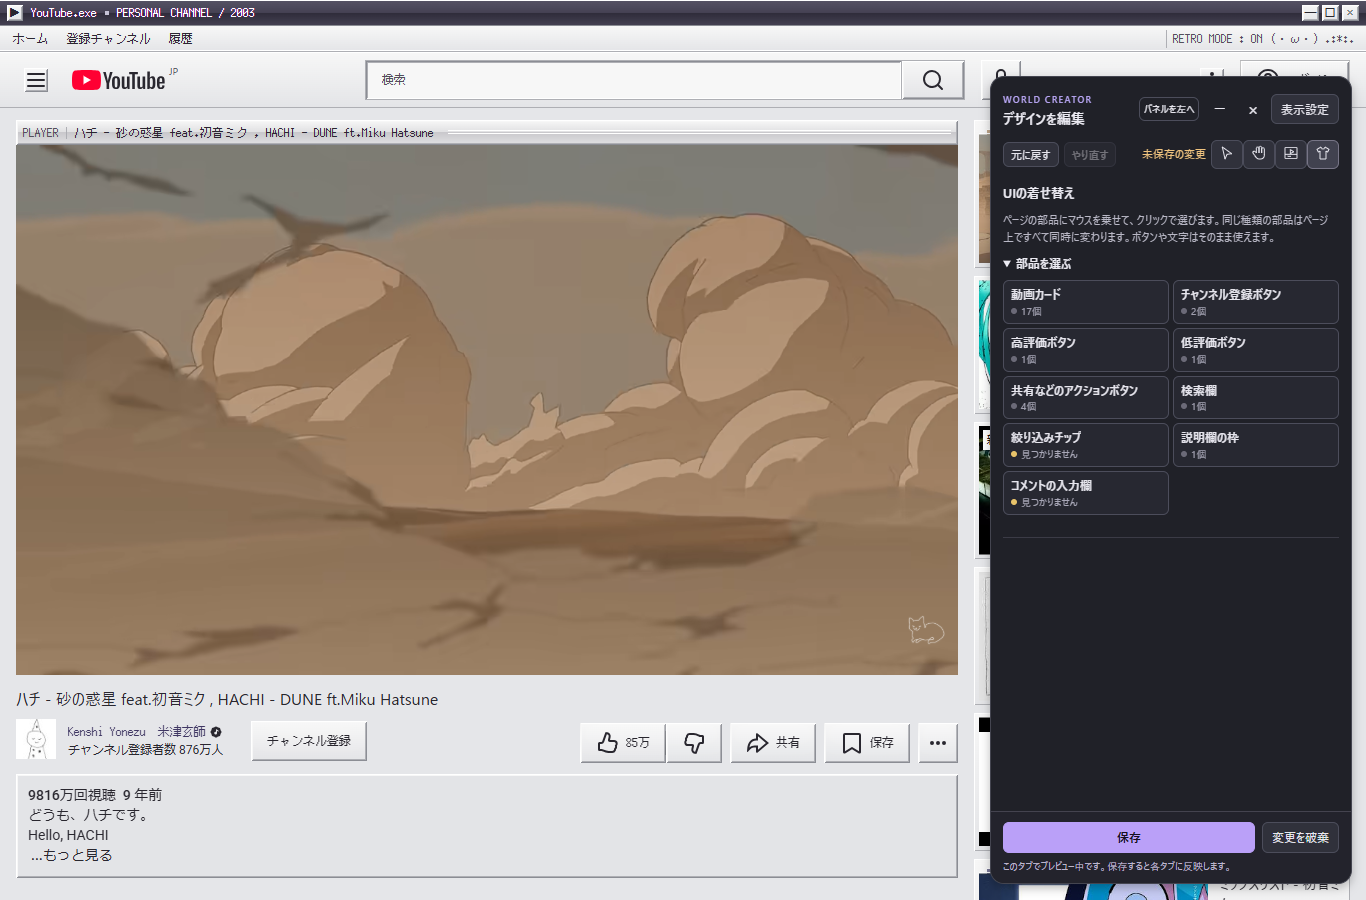 YouTube.exe ▪ PERSONAL CHANNEL / 2003
ホーム 登録チャンネル 履歴
RETRO MODE : ON (・ω・) .:*:.
YouTube JP
検索
PLAYER ハチ - 砂の惑星 feat.初音ミク , HACHI - DUNE ft.Miku Hatsune
ハチ - 砂の惑星 feat.初音ミク , HACHI - DUNE ft.Miku Hatsune
Kenshi Yonezu 米津玄師
チャンネル登録者数 876万人
チャンネル登録
85万
共有
保存
9816万回視聴 9 年前
どうも、ハチです。
Hello, HACHI
...もっと見る
WORLD CREATOR
デザインを編集
パネルを左へ
表示設定
元に戻す
やり直す
未保存の変更
UIの着せ替え
ページの部品にマウスを乗せて、クリックで選びます。同じ種類の部品はページ
上ですべて同時に変わります。ボタンや文字はそのまま使えます。
▼ 部品を選ぶ
動画カード
17個
チャンネル登録ボタン
2個
高評価ボタン
1個
低評価ボタン
1個
共有などのアクションボタン
4個
検索欄
1個
絞り込みチップ
見つかりません
説明欄の枠
1個
コメントの入力欄
見つかりません
保存
変更を破棄
このタブでプレビュー中です。保存すると各タブに反映します。